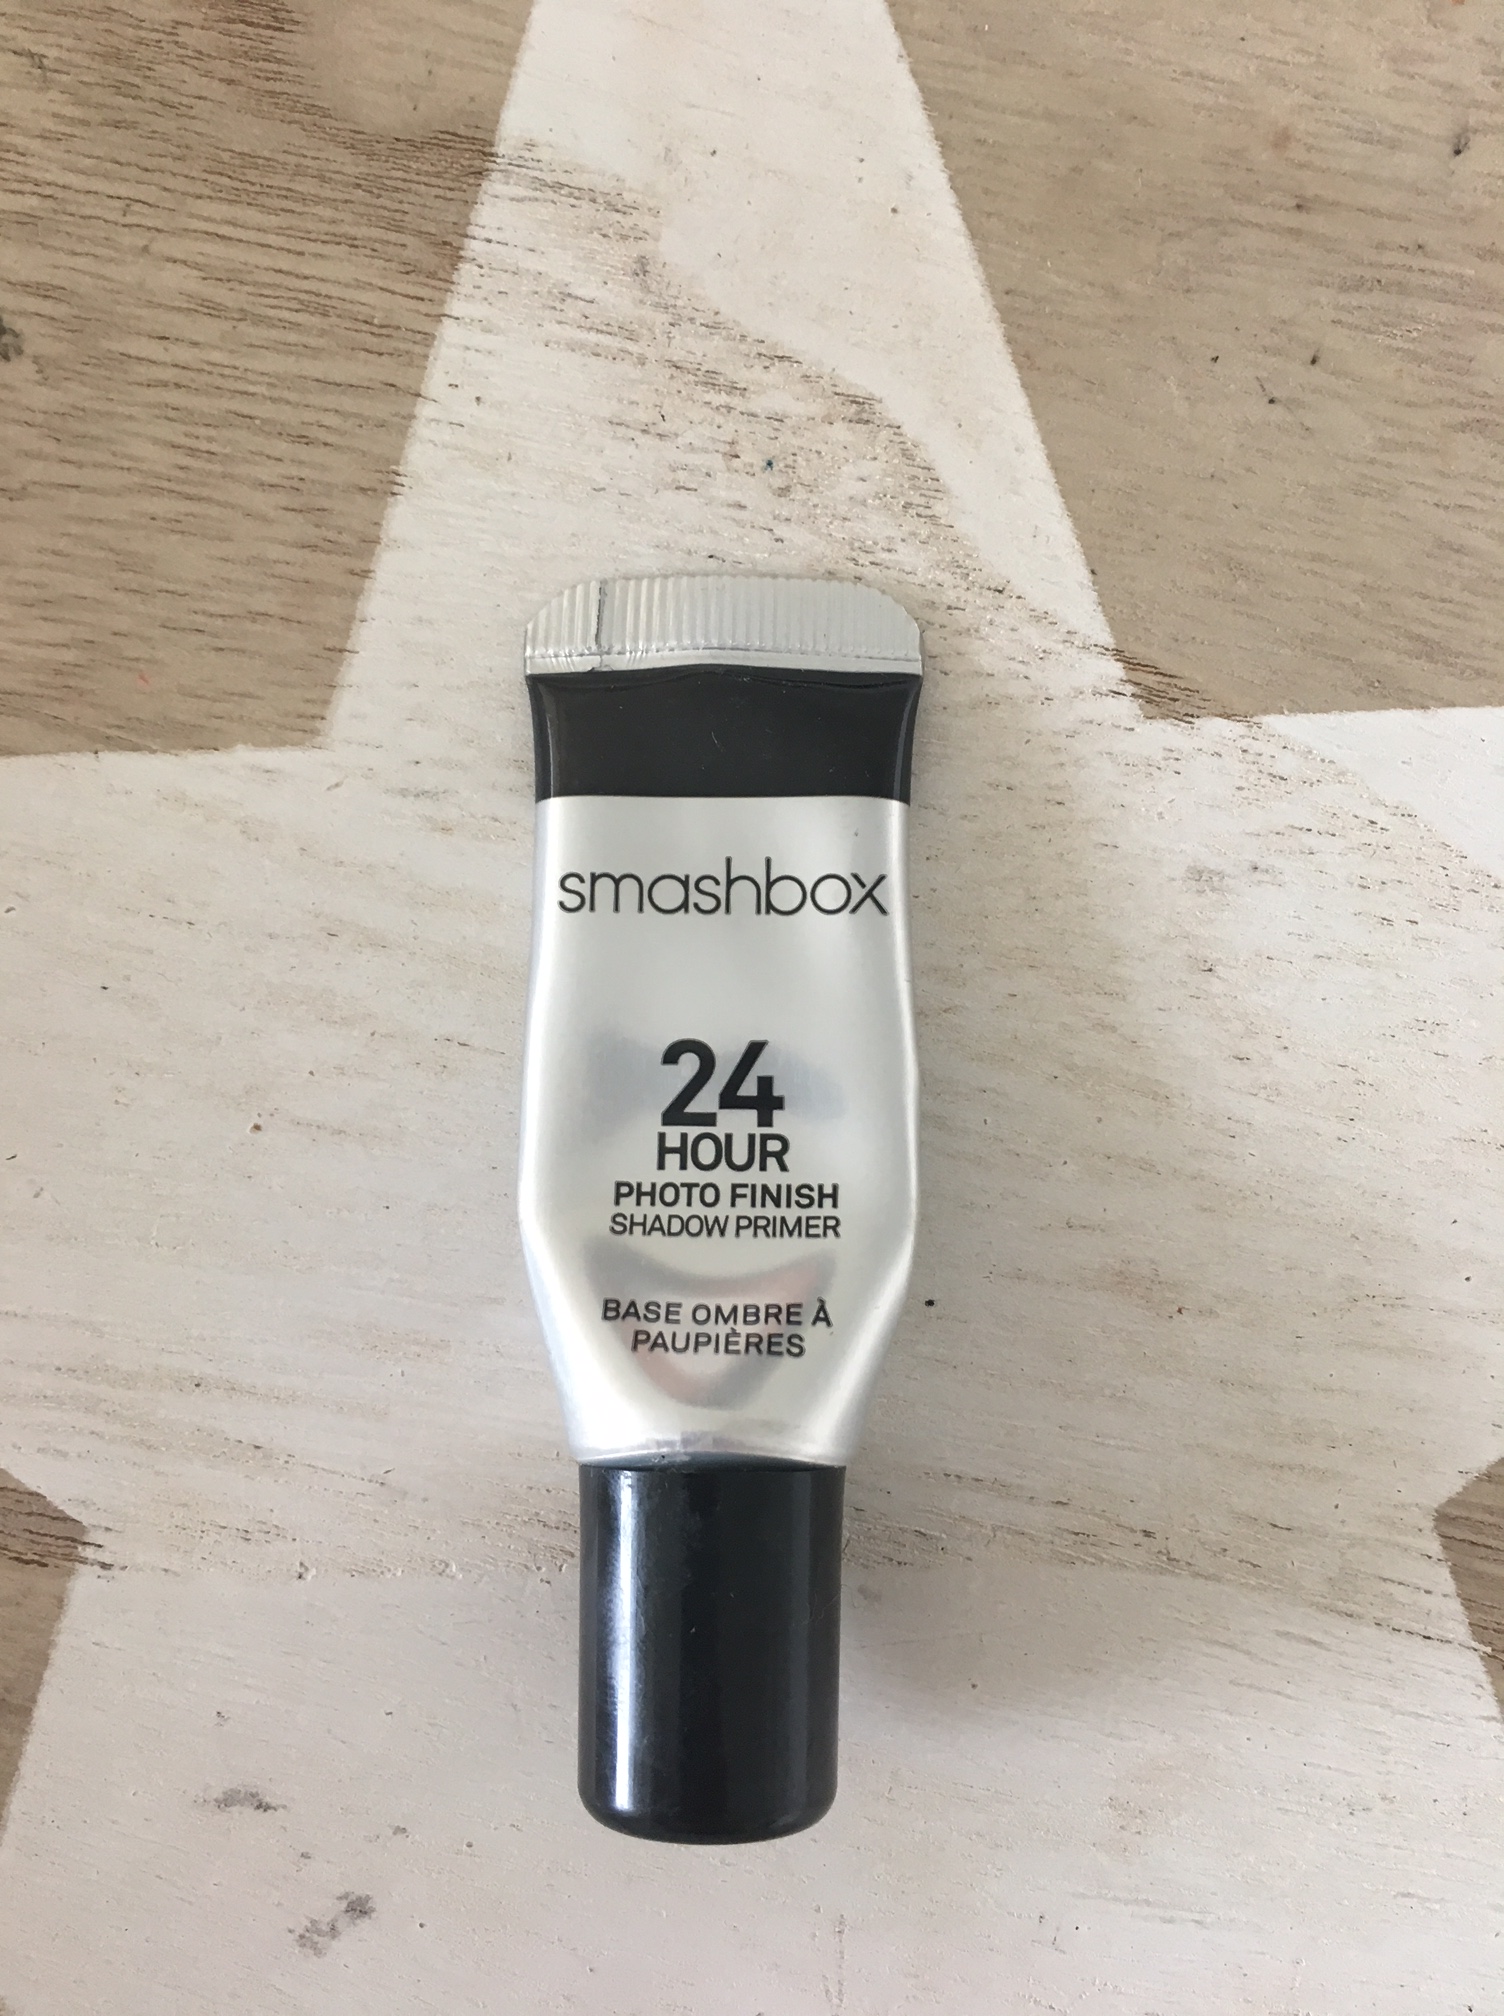 smashbox
24
HOUR
PHOTO FINISH
SHADOW PRIMER
BASE OMBRE À
PAUPIÈRES